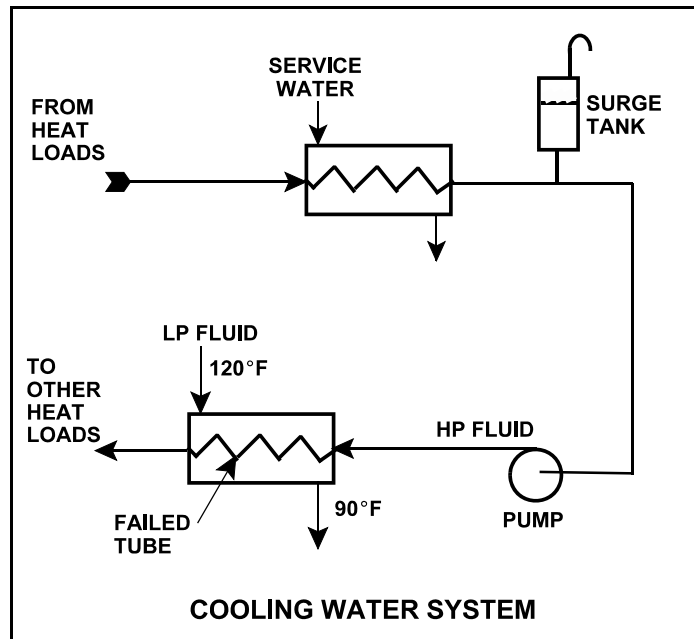 SERVICE
WATER
FROM
HEAT
LOADS
SURGE
TANK
LP FLUID
120°F
TO
OTHER
HEAT
LOADS
HP FLUID
FAILED
TUBE
90°F
PUMP
COOLING WATER SYSTEM